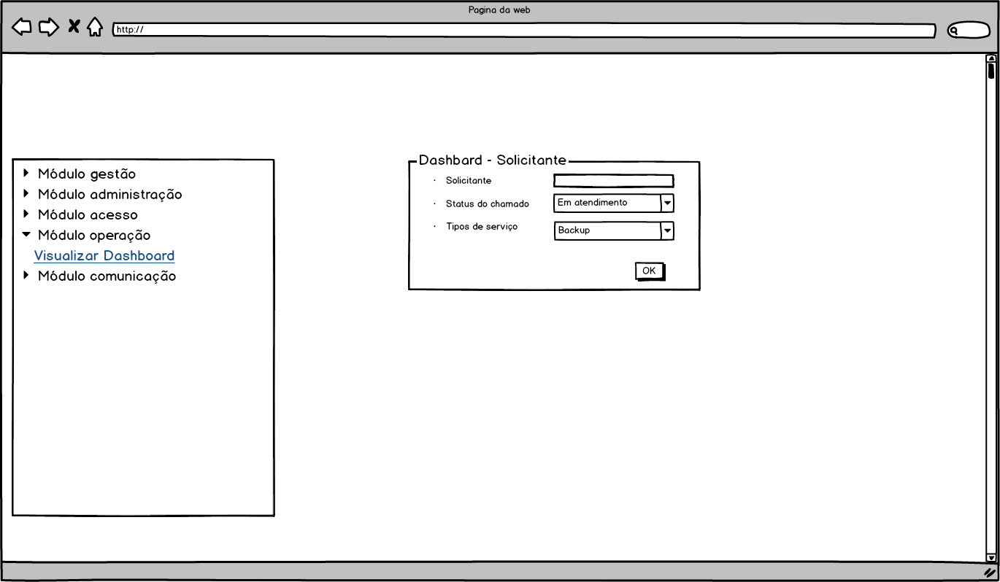 Pagina da web
http://
Módulo gestão
Módulo administração
Módulo acesso
Módulo operação
Visualizar Dashboard
Módulo comunicação
Dashbard - Solicitante
Solicitante
Status do chamado Em atendimento
Tipos de serviço Backup
OK